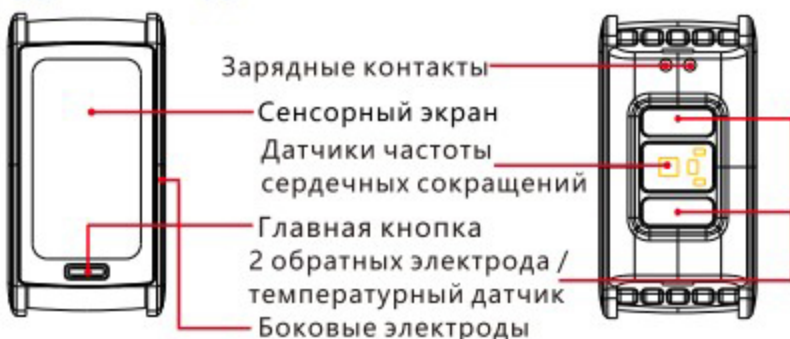 Зарядные контакты
Сенсорный экран
Датчики частоты
сердечных сокращений
Главная кнопка
2 обратных электрода /
температурный датчик
Боковые электроды